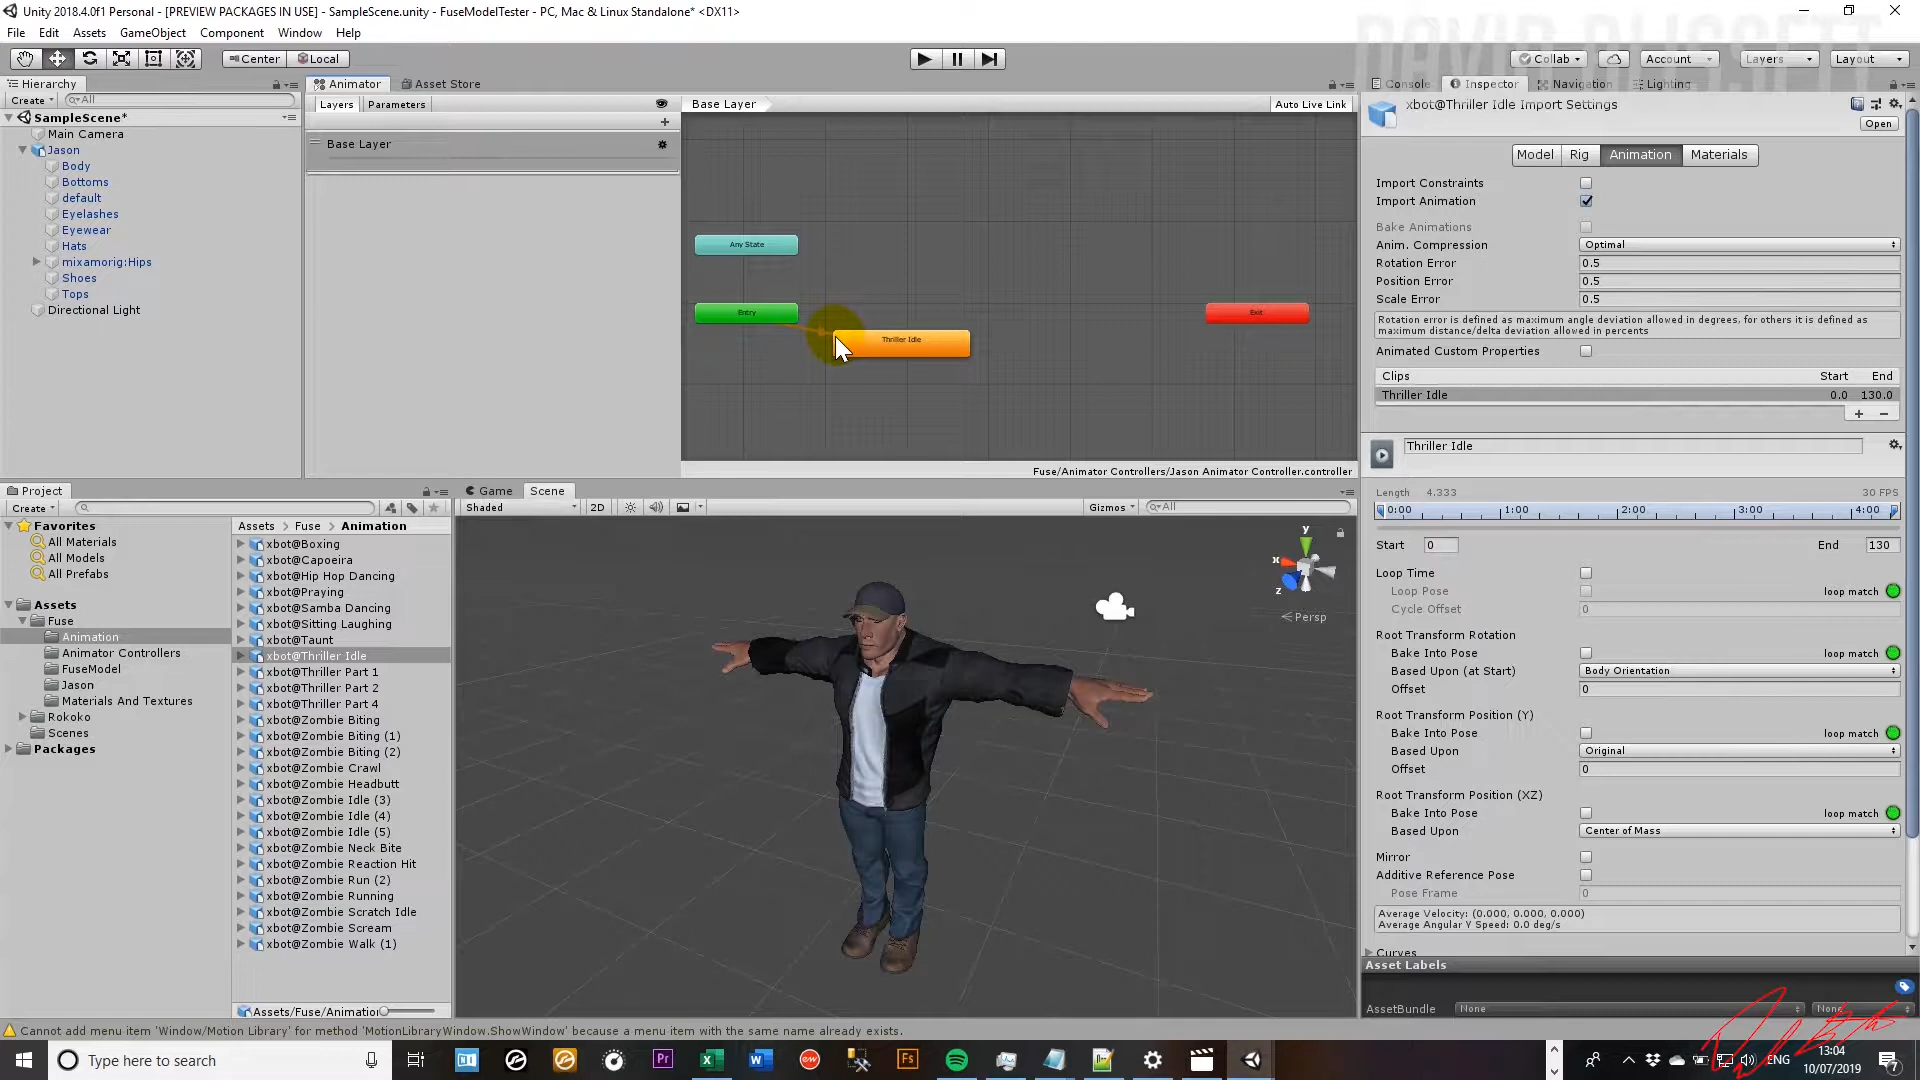 Unity 2018.4.0f1 Personal - [PREVIEW PACKAGES IN USE] - SampleScene.unity - FuseModelTester - PC, Mac & Linux Standalone* <DX11>
File Edit Assets GameObject Component Window Help
Center Local
Collab Account Layers Layout
Hierarchy
Create All
SampleScene*
Main Camera
Jason
Body
Bottoms
default
Eyelashes
Eyewear
Hats
mixamorig:Hips
Shoes
Tops
Directional Light
Animator Asset Store
Layers Parameters
Base Layer
Base Layer Auto Live Link
Any State
Entry
Thriller Idle
Exit
Fuse/Animator Controllers/Jason Animator Controller.controller
Project
Create
Favorites
All Materials
All Models
All Prefabs
Assets
Fuse
Animation
Animator Controllers
FuseModel
Jason
Materials And Textures
Rokoko
Scenes
Packages
Assets Fuse Animation
xbot@Boxing
xbot@Capoeira
xbot@Hip Hop Dancing
xbot@Praying
xbot@Samba Dancing
xbot@Sitting Laughing
xbot@Taunt
xbot@Thriller Idle
xbot@Thriller Part 1
xbot@Thriller Part 2
xbot@Thriller Part 4
xbot@Zombie Biting
xbot@Zombie Biting (1)
xbot@Zombie Biting (2)
xbot@Zombie Crawl
xbot@Zombie Headbutt
xbot@Zombie Idle (3)
xbot@Zombie Idle (4)
xbot@Zombie Idle (5)
xbot@Zombie Neck Bite
xbot@Zombie Reaction Hit
xbot@Zombie Run (2)
xbot@Zombie Running
xbot@Zombie Scratch Idle
xbot@Zombie Scream
xbot@Zombie Walk (1)
Assets/Fuse/Animation
Game Scene
Shaded 2D Gizmos All
y
x
z
Persp
Console Inspector Navigation Lighting
xbot@Thriller Idle Import Settings
Open
Model Rig Animation Materials
Import Constraints
Import Animation
Bake Animations
Anim. Compression Optimal
Rotation Error 0.5
Position Error 0.5
Scale Error 0.5
Rotation error is defined as maximum angle deviation allowed in degrees, for others it is defined as
maximum distance/delta deviation allowed in percents
Animated Custom Properties
Clips Start End
Thriller Idle 0.0 130.0
+ −
Thriller Idle
Length 4.333 30 FPS
0:00 1:00 2:00 3:00 4:00
Start 0 End 130
Loop Time
Loop Pose loop match
Cycle Offset 0
Root Transform Rotation
Bake Into Pose loop match
Based Upon (at Start) Body Orientation
Offset 0
Root Transform Position (Y)
Bake Into Pose loop match
Based Upon Original
Offset 0
Root Transform Position (XZ)
Bake Into Pose loop match
Based Upon Center of Mass
Mirror
Additive Reference Pose
Pose Frame 0
Average Velocity: (0.000, 0.000, 0.000)
Average Angular Y Speed: 0.0 deg/s
Curves
Asset Labels
AssetBundle None None
Cannot add menu item 'Window/Motion Library' for method 'MotionLibraryWindow.ShowWindow' because a menu item with the same name already exists.
Type here to search
ENG
13:04
10/07/2019
7